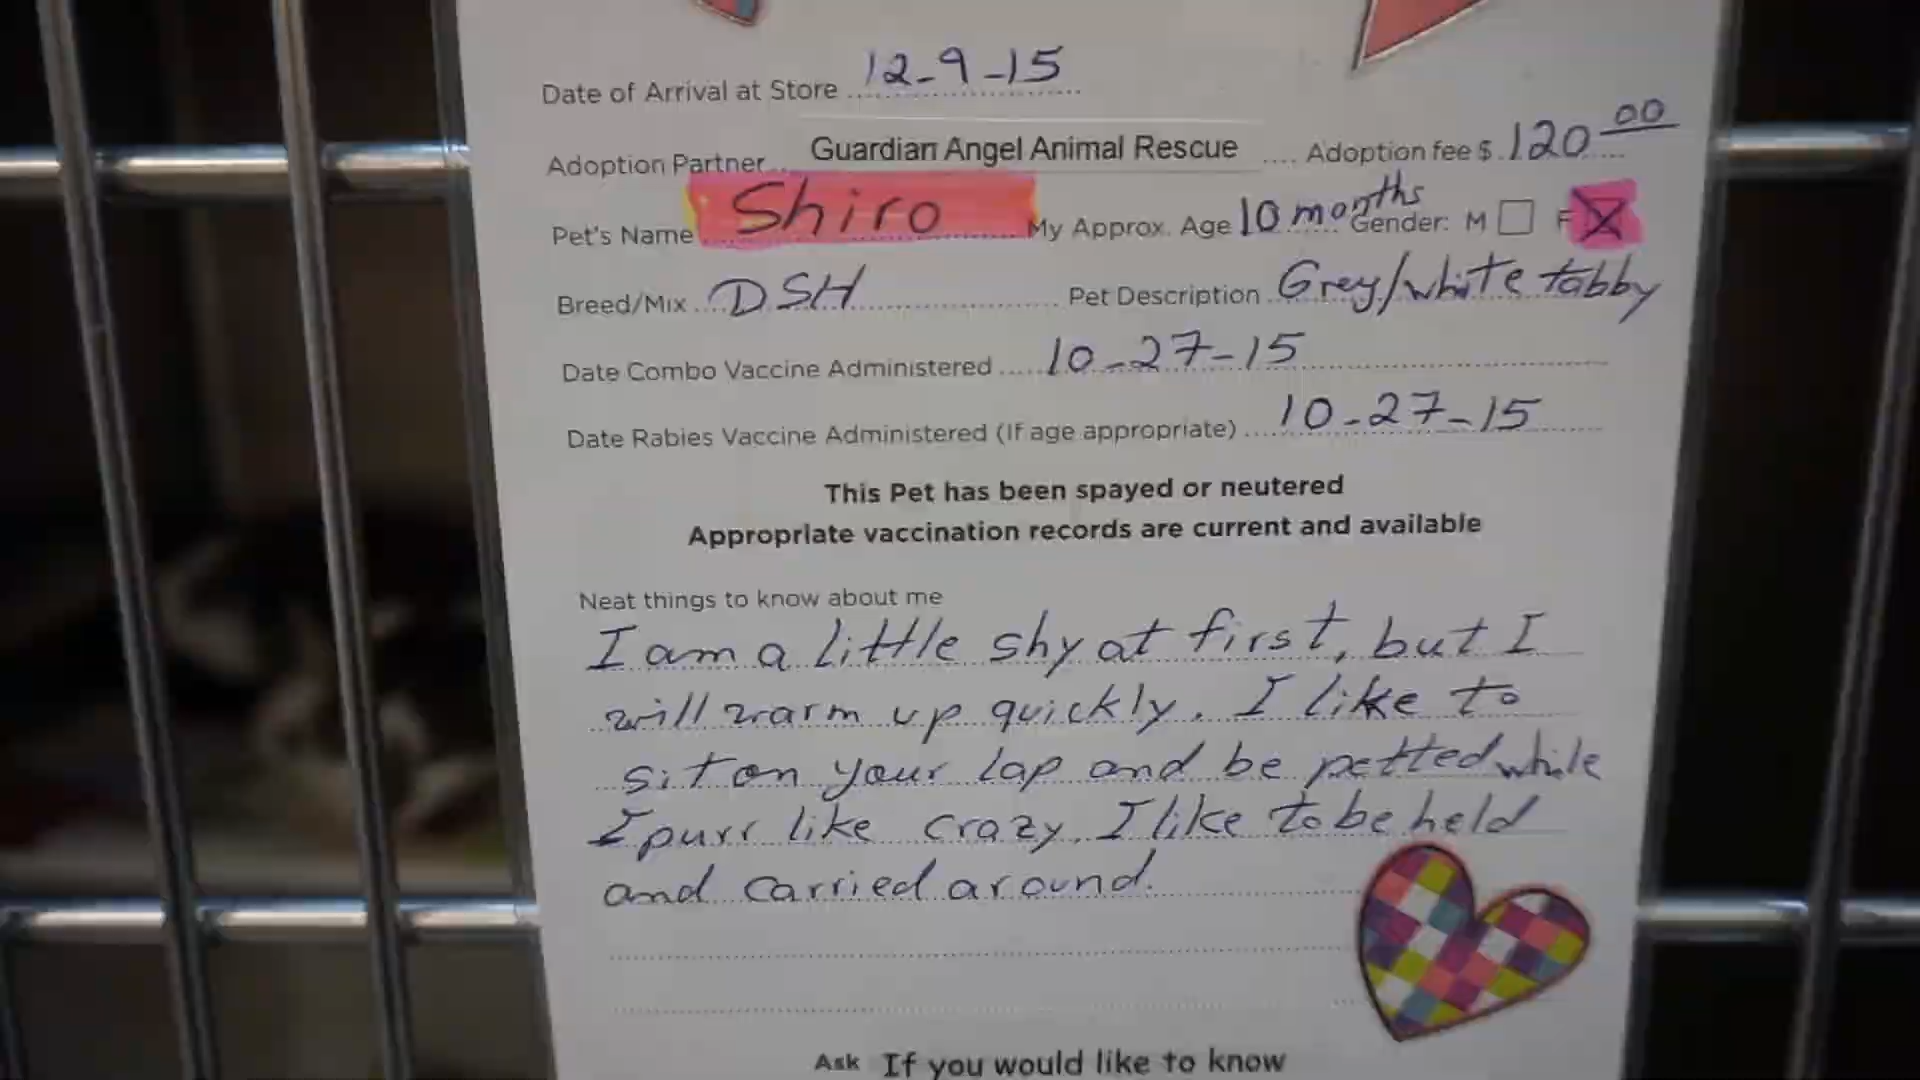 Date of Arrival at Store 12-9-15
Adoption Partner Guardian Angel Animal Rescue Adoption fee $ 120 00
Pet's Name Shiro My Approx. Age 10 months Gender: M F
Breed/Mix DSH Pet Description Grey/white tabby
Date Combo Vaccine Administered 10-27-15
Date Rabies Vaccine Administered (If age appropriate) 10-27-15
This Pet has been spayed or neutered
Appropriate vaccination records are current and available
Neat things to know about me
I am a little shy at first, but I
will warm up quickly. I like to
sit on your lap and be petted while
I purr like crazy. I like to be held
and carried around.
Ask If you would like to know